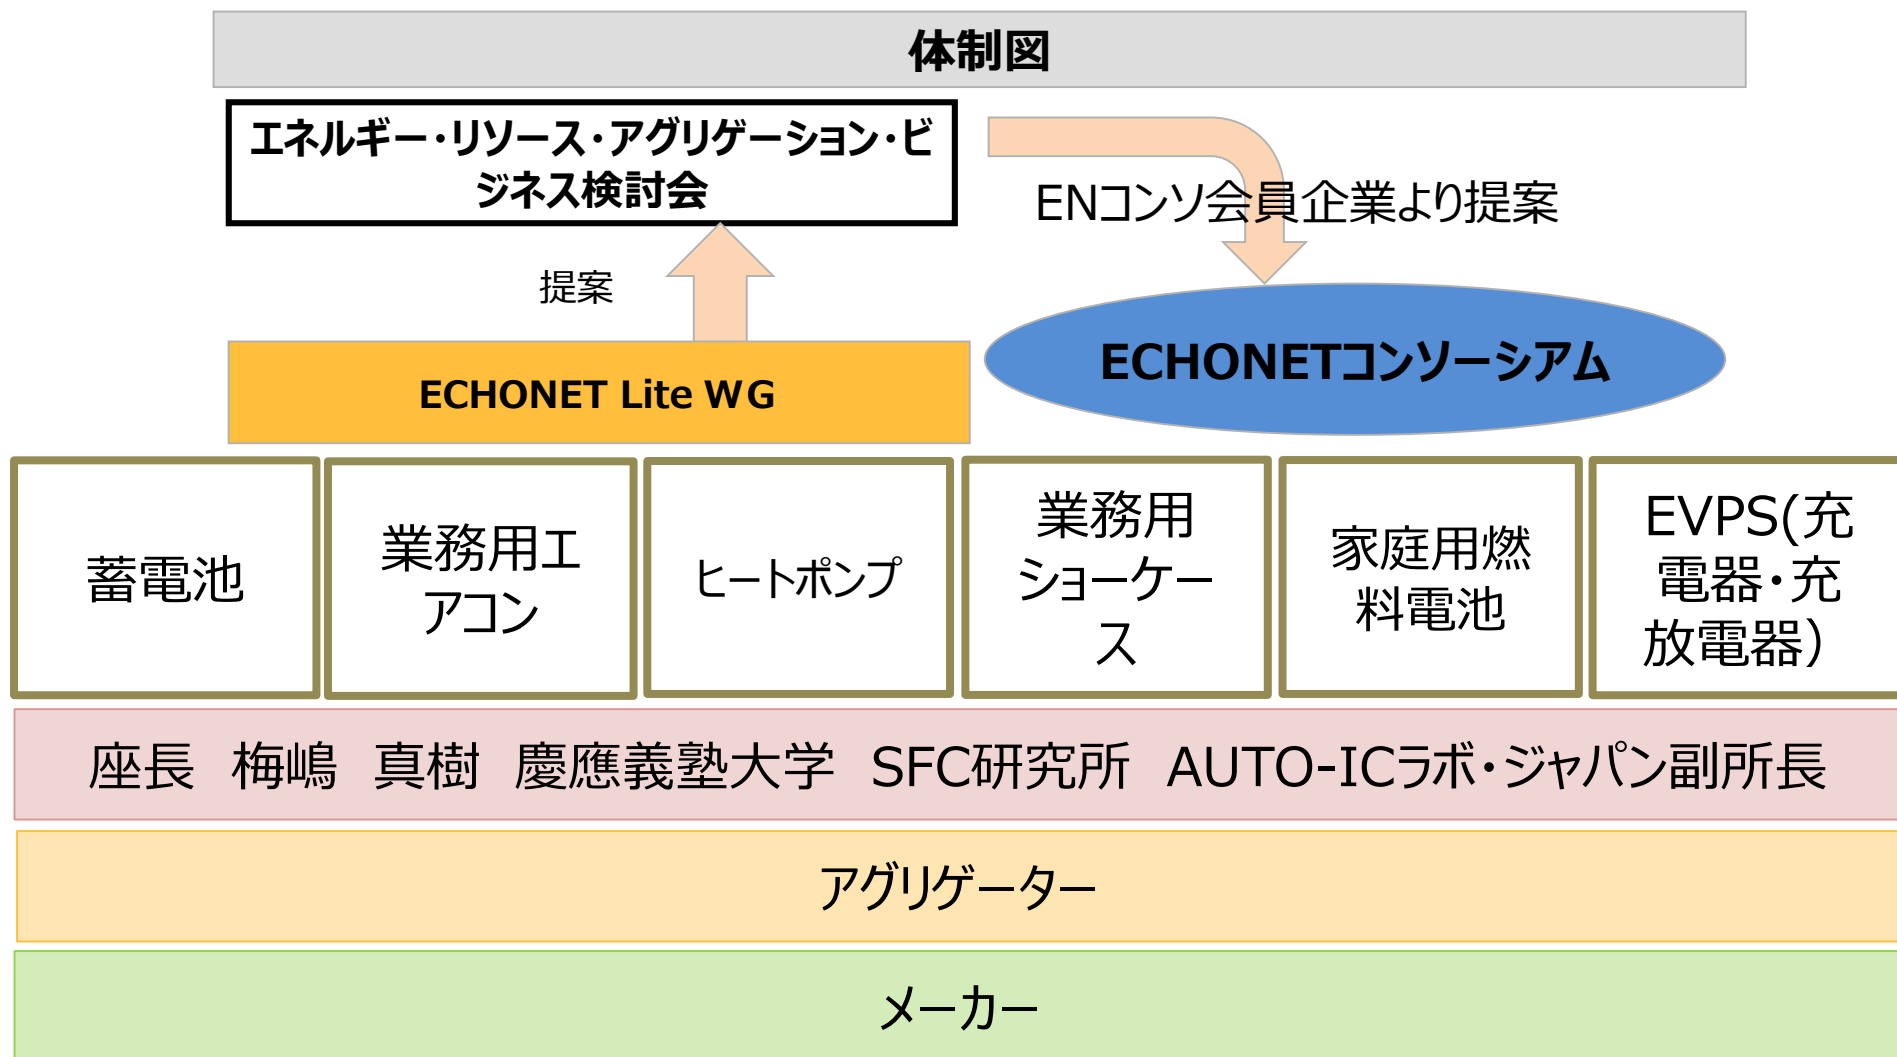 体制図
エネルギー・リソース・アグリゲーション・ビ
ジネス検討会
ENコンソ会員企業より提案
提案
ECHONETコンソーシアム
ECHONET Lite WG
蓄電池
業務用エ
アコン
ヒートポンプ
業務用
ショーケー
ス
家庭用燃
料電池
EVPS(充
電器・充
放電器）
座長　梅嶋　真樹　慶應義塾大学　SFC研究所　AUTO-ICラボ・ジャパン副所長
アグリゲーター
メーカー